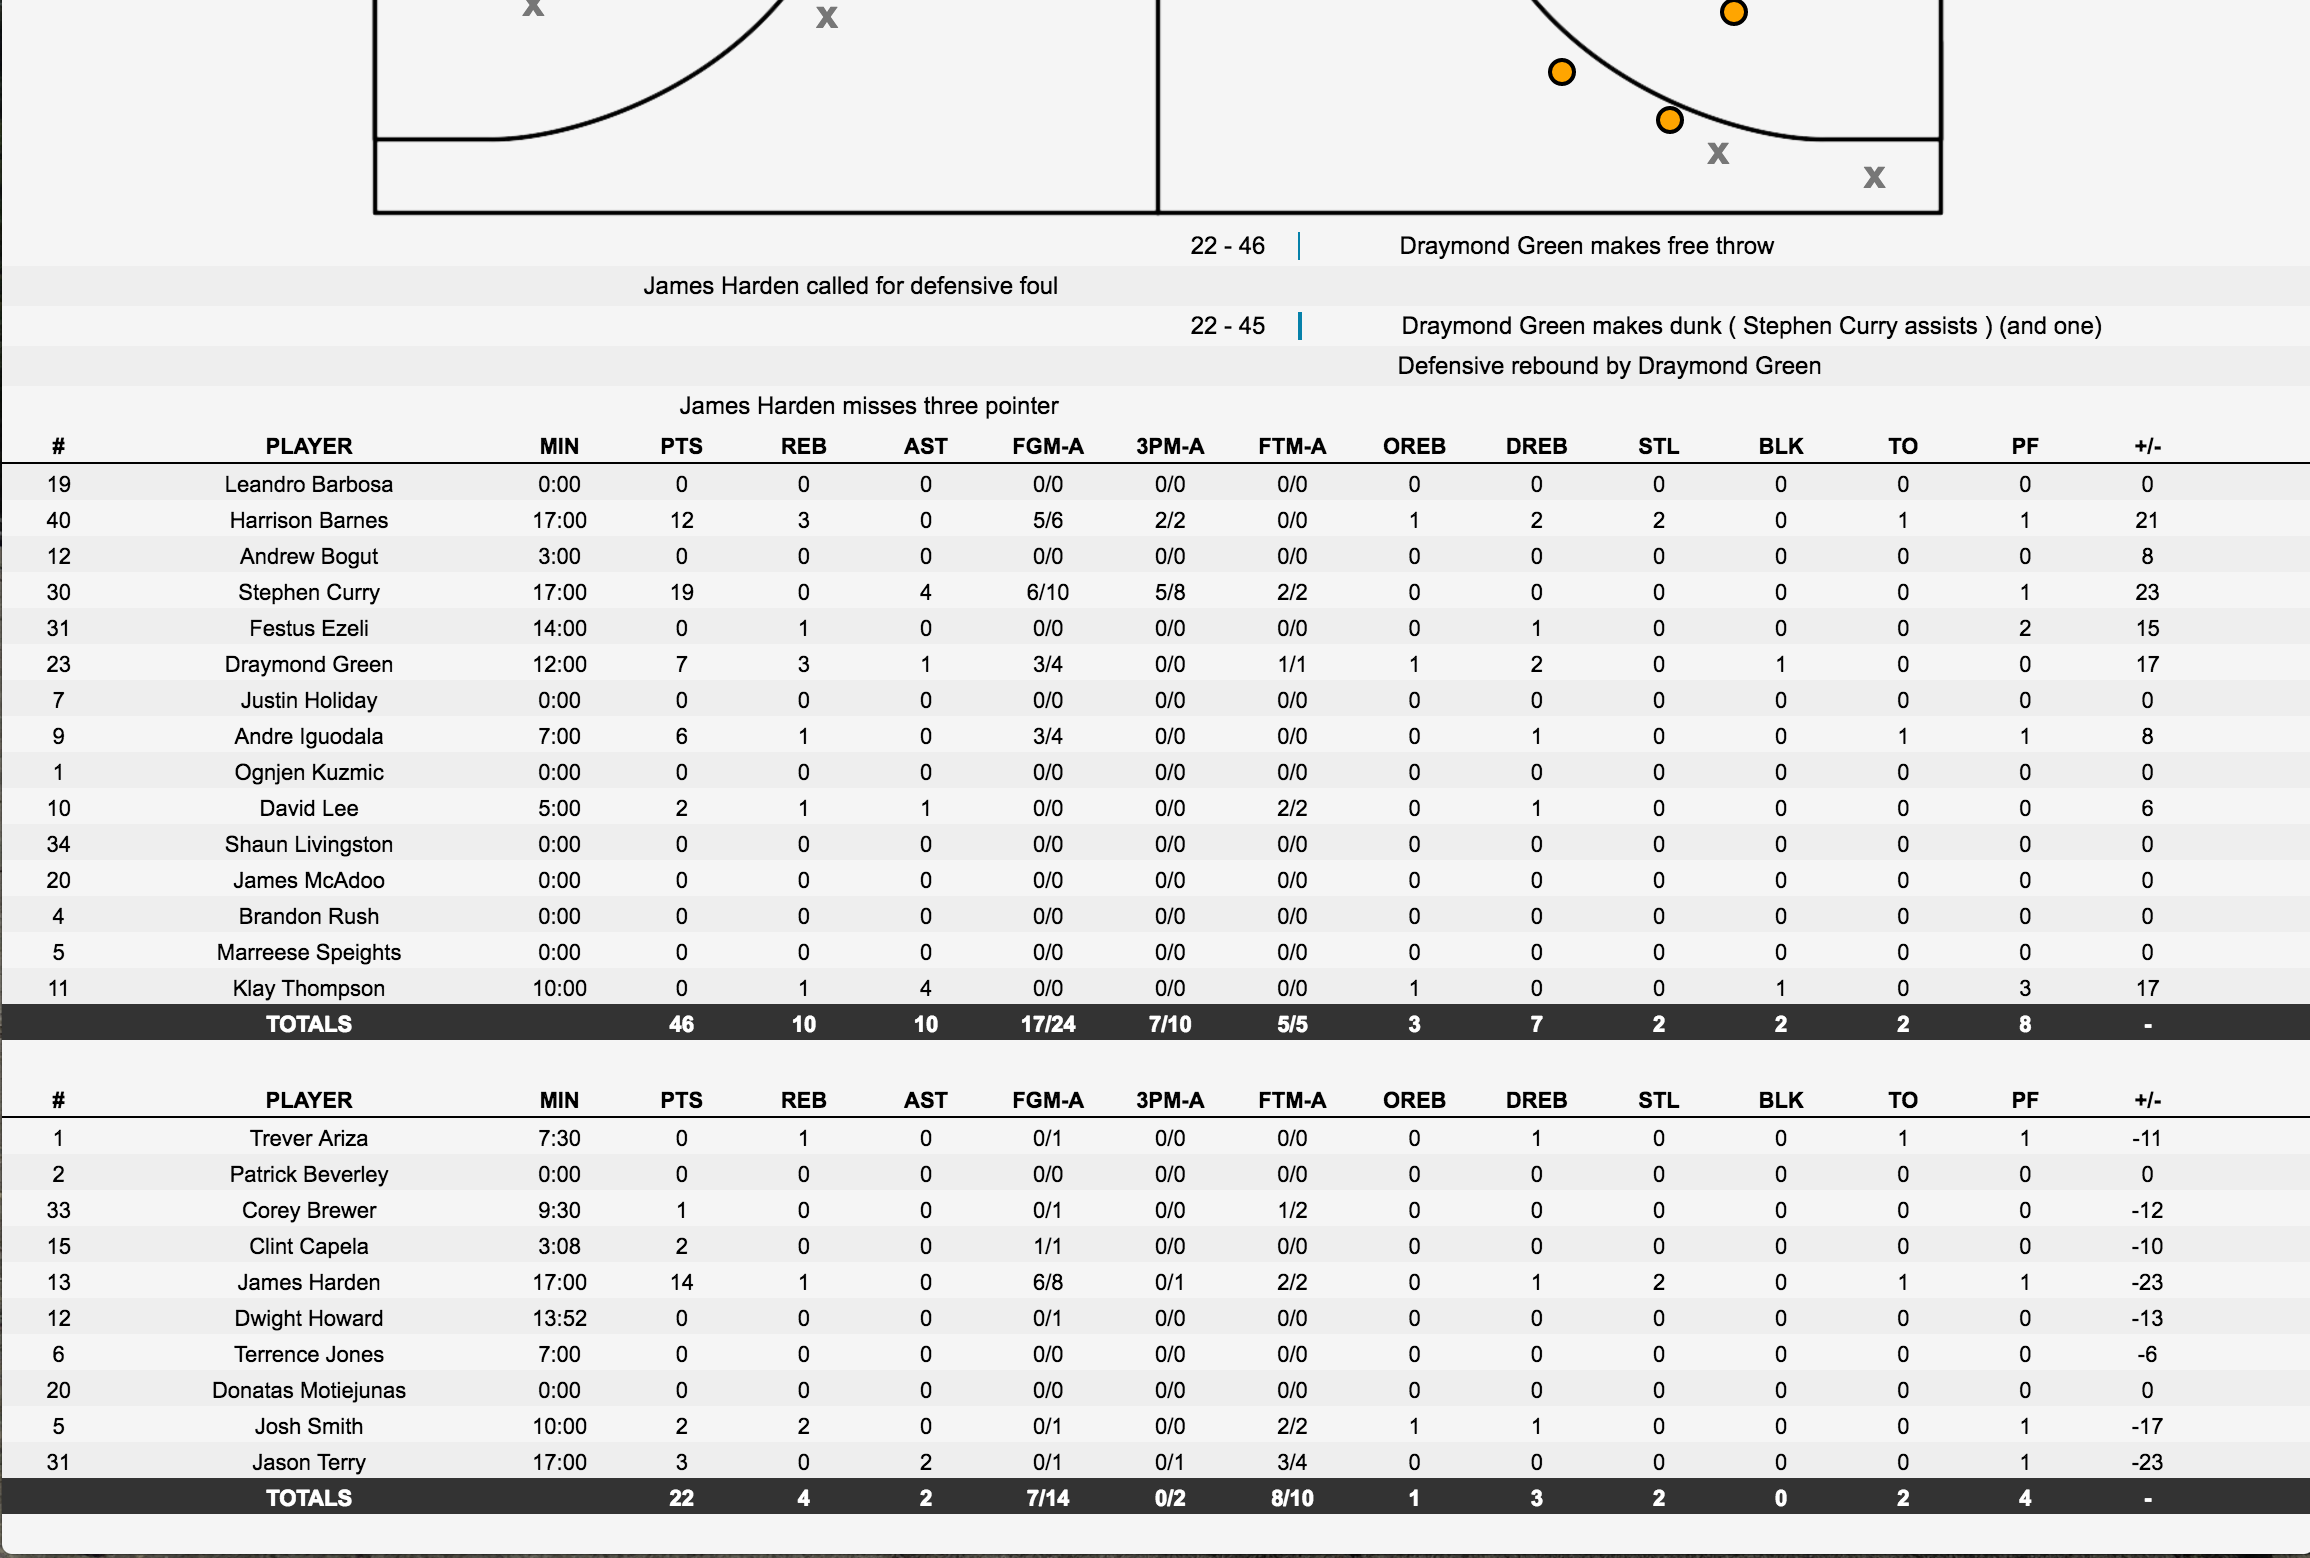 X X
X X
22 - 46 Draymond Green makes free throw
James Harden called for defensive foul
22 - 45 Draymond Green makes dunk ( Stephen Curry assists ) (and one)
Defensive rebound by Draymond Green
James Harden misses three pointer
# PLAYER MIN PTS REB AST FGM-A 3PM-A FTM-A OREB DREB STL BLK TO PF +/-
19 Leandro Barbosa 0:00 0 0 0 0/0 0/0 0/0 0 0 0 0 0 0 0
40 Harrison Barnes 17:00 12 3 0 5/6 2/2 0/0 1 2 2 0 1 1 21
12 Andrew Bogut 3:00 0 0 0 0/0 0/0 0/0 0 0 0 0 0 0 8
30 Stephen Curry 17:00 19 0 4 6/10 5/8 2/2 0 0 0 0 0 1 23
31 Festus Ezeli 14:00 0 1 0 0/0 0/0 0/0 0 1 0 0 0 2 15
23 Draymond Green 12:00 7 3 1 3/4 0/0 1/1 1 2 0 1 0 0 17
7 Justin Holiday 0:00 0 0 0 0/0 0/0 0/0 0 0 0 0 0 0 0
9 Andre Iguodala 7:00 6 1 0 3/4 0/0 0/0 0 1 0 0 1 1 8
1 Ognjen Kuzmic 0:00 0 0 0 0/0 0/0 0/0 0 0 0 0 0 0 0
10 David Lee 5:00 2 1 1 0/0 0/0 2/2 0 1 0 0 0 0 6
34 Shaun Livingston 0:00 0 0 0 0/0 0/0 0/0 0 0 0 0 0 0 0
20 James McAdoo 0:00 0 0 0 0/0 0/0 0/0 0 0 0 0 0 0 0
4 Brandon Rush 0:00 0 0 0 0/0 0/0 0/0 0 0 0 0 0 0 0
5 Marreese Speights 0:00 0 0 0 0/0 0/0 0/0 0 0 0 0 0 0 0
11 Klay Thompson 10:00 0 1 4 0/0 0/0 0/0 1 0 0 1 0 3 17
TOTALS 46 10 10 17/24 7/10 5/5 3 7 2 2 2 8 -
# PLAYER MIN PTS REB AST FGM-A 3PM-A FTM-A OREB DREB STL BLK TO PF +/-
1 Trever Ariza 7:30 0 1 0 0/1 0/0 0/0 0 1 0 0 1 1 -11
2 Patrick Beverley 0:00 0 0 0 0/0 0/0 0/0 0 0 0 0 0 0 0
33 Corey Brewer 9:30 1 0 0 0/1 0/0 1/2 0 0 0 0 0 0 -12
15 Clint Capela 3:08 2 0 0 1/1 0/0 0/0 0 0 0 0 0 0 -10
13 James Harden 17:00 14 1 0 6/8 0/1 2/2 0 1 2 0 1 1 -23
12 Dwight Howard 13:52 0 0 0 0/1 0/0 0/0 0 0 0 0 0 0 -13
6 Terrence Jones 7:00 0 0 0 0/0 0/0 0/0 0 0 0 0 0 0 -6
20 Donatas Motiejunas 0:00 0 0 0 0/0 0/0 0/0 0 0 0 0 0 0 0
5 Josh Smith 10:00 2 2 0 0/1 0/0 2/2 1 1 0 0 0 1 -17
31 Jason Terry 17:00 3 0 2 0/1 0/1 3/4 0 0 0 0 0 1 -23
TOTALS 22 4 2 7/14 0/2 8/10 1 3 2 0 2 4 -